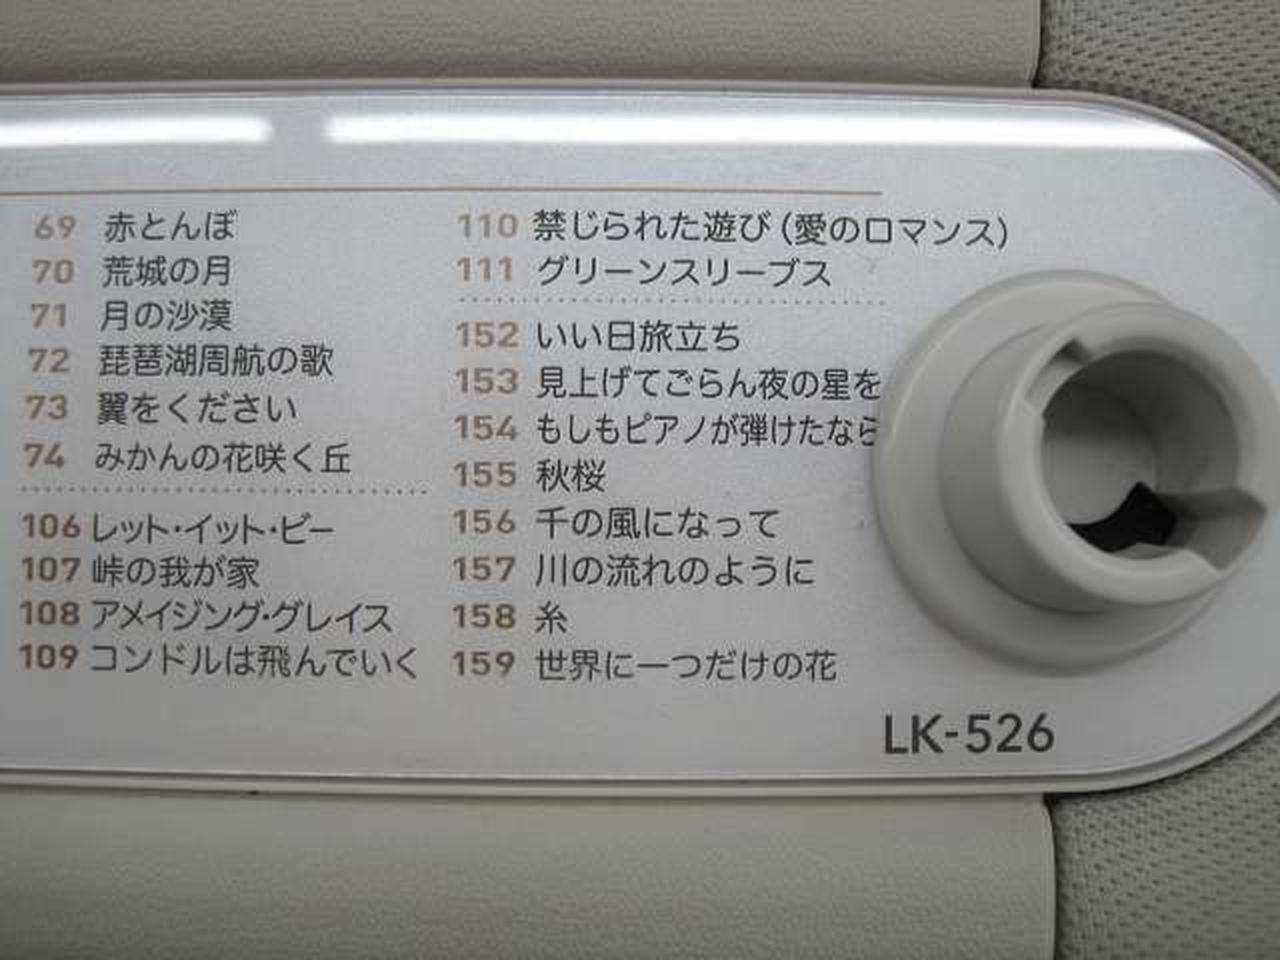 69 赤とんぼ
70 荒城の月
71 月の沙漠
72 琵琶湖周航の歌
73 翼をください
74 みかんの花咲く丘
106 レット・イット・ビー
107 峠の我が家
108 アメイジング・グレイス
109 コンドルは飛んでいく
110 禁じられた遊び (愛のロマンス)
111 グリーンスリーブス
152 いい日旅立ち
153 見上げてごらん夜の星を
154 もしもピアノが弾けたなら
155 秋桜
156 千の風になって
157 川の流れのように
158 糸
159 世界に一つだけの花
LK-526